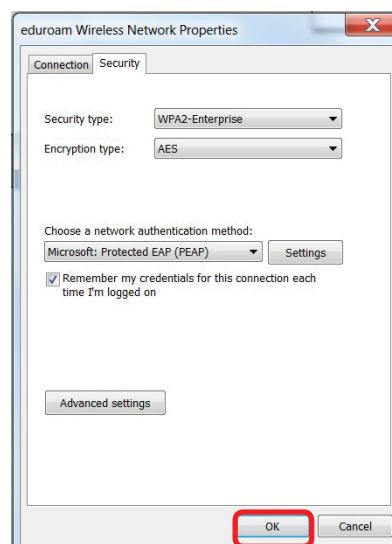 eduroam Wireless Network Properties
Connection Security
Security type: WPA2-Enterprise
Encryption type: AES
Choose a network authentication method:
Microsoft: Protected EAP (PEAP) Settings
Remember my credentials for this connection each
time I'm logged on
Advanced settings
OK Cancel